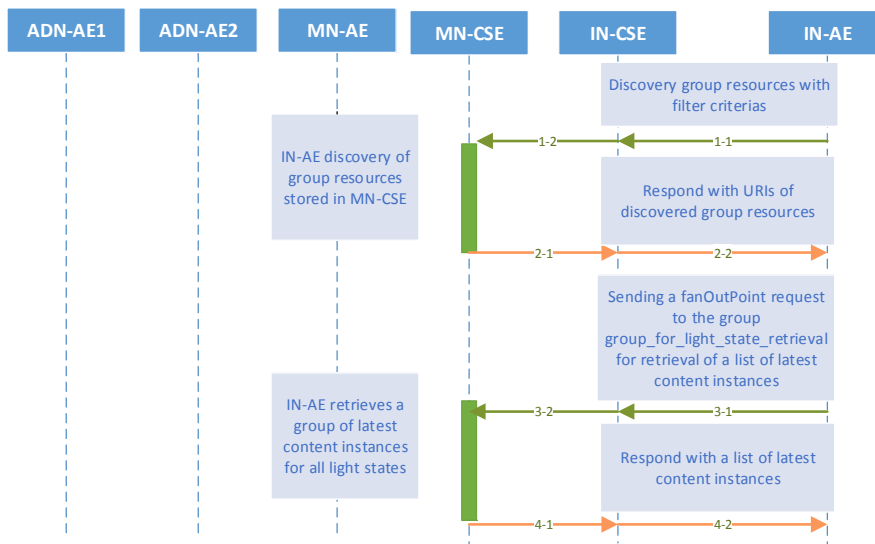 ADN-AE1
ADN-AE2
MN-AE
MN-CSE
IN-CSE
IN-AE
Discovery group resources with
filter criterias
1-2
1-1
IN-AE discovery of
group resources
stored in MN-CSE
Respond with URIs of
discovered group resources
2-1
2-2
Sending a fanOutPoint request
to the group
group_for_light_state_retrieval
for retrieval of a list of latest
content instances
IN-AE retrieves a
group of latest
content instances
for all light states
3-2
3-1
Respond with a list of latest
content instances
4-1
4-2